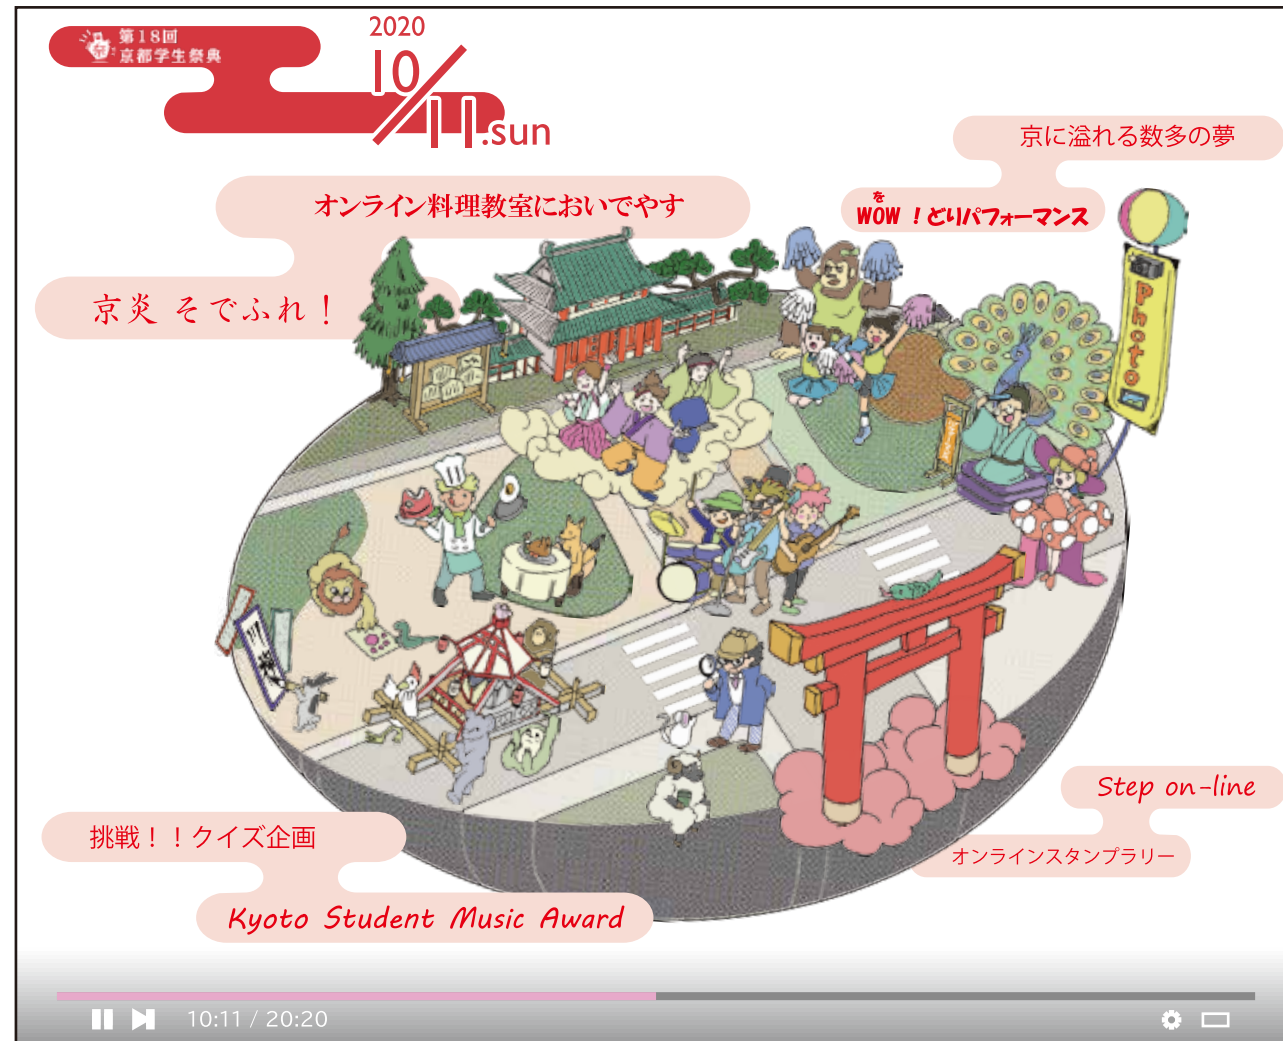 第18回
京都学生祭典
2020
10/11.sun
京に溢れる数多の夢
を
WOW！どりパフォーマンス
オンライン料理教室においでやす
京炎 そでふれ！
Photo
Step on-line
オンラインスタンプラリー
挑戦！！クイズ企画
Kyoto Student Music Award
10:11 / 20:20